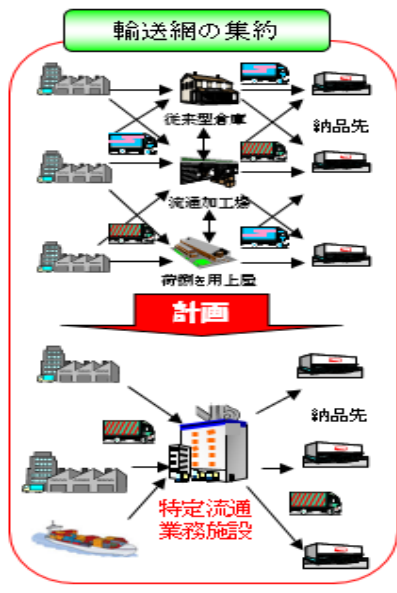 輸送網の集約
従来型倉庫
納品先
流通加工場
荷捌き用上屋
計画
納品先
特定流通
業務施設